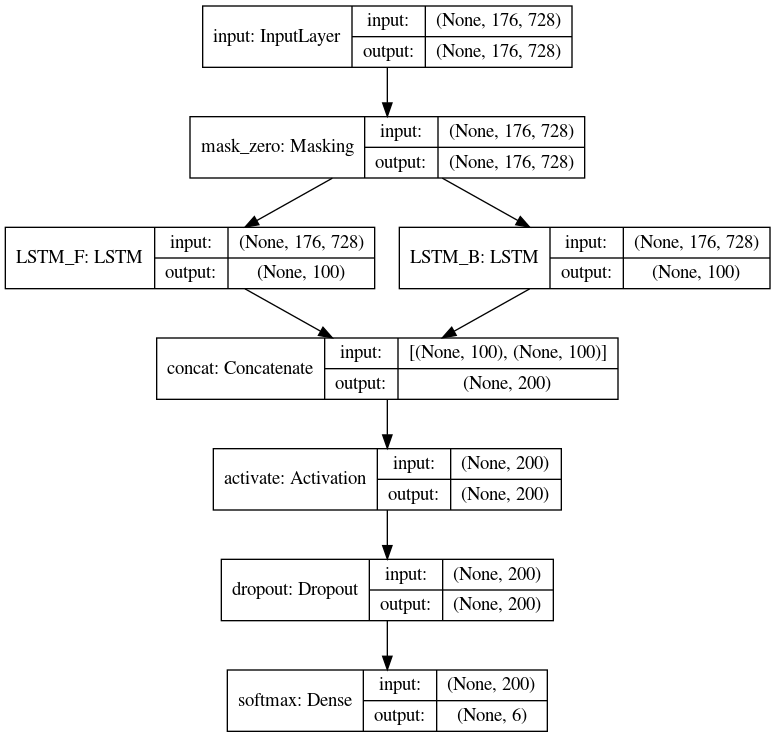 input: InputLayer
input: (None, 176, 728)
output: (None, 176, 728)
mask_zero: Masking
input: (None, 176, 728)
output: (None, 176, 728)
LSTM_F: LSTM
input: (None, 176, 728)
output: (None, 100)
LSTM_B: LSTM
input: (None, 176, 728)
output: (None, 100)
concat: Concatenate
input: [(None, 100), (None, 100)]
output: (None, 200)
activate: Activation
input: (None, 200)
output: (None, 200)
dropout: Dropout
input: (None, 200)
output: (None, 200)
softmax: Dense
input: (None, 200)
output: (None, 6)